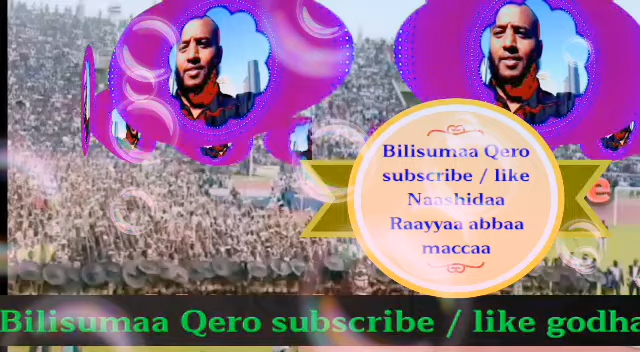 Bilisumaa Qero
subscribe / like
Naashidaa
Raayyaa abbaa
maccaa
e
Bilisumaa Qero subscribe / like godha